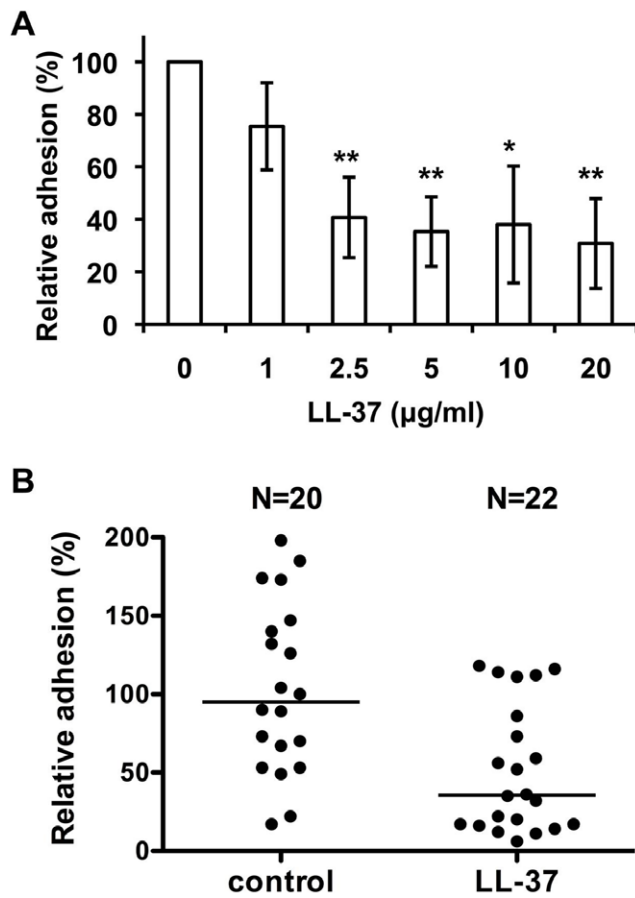 A
Relative adhesion (%)
100
80
60
40
20
0
** ** * **
0 1 2.5 5 10 20
LL-37 (µg/ml)
B
N=20 N=22
Relative adhesion (%)
200
150
100
50
0
control LL-37